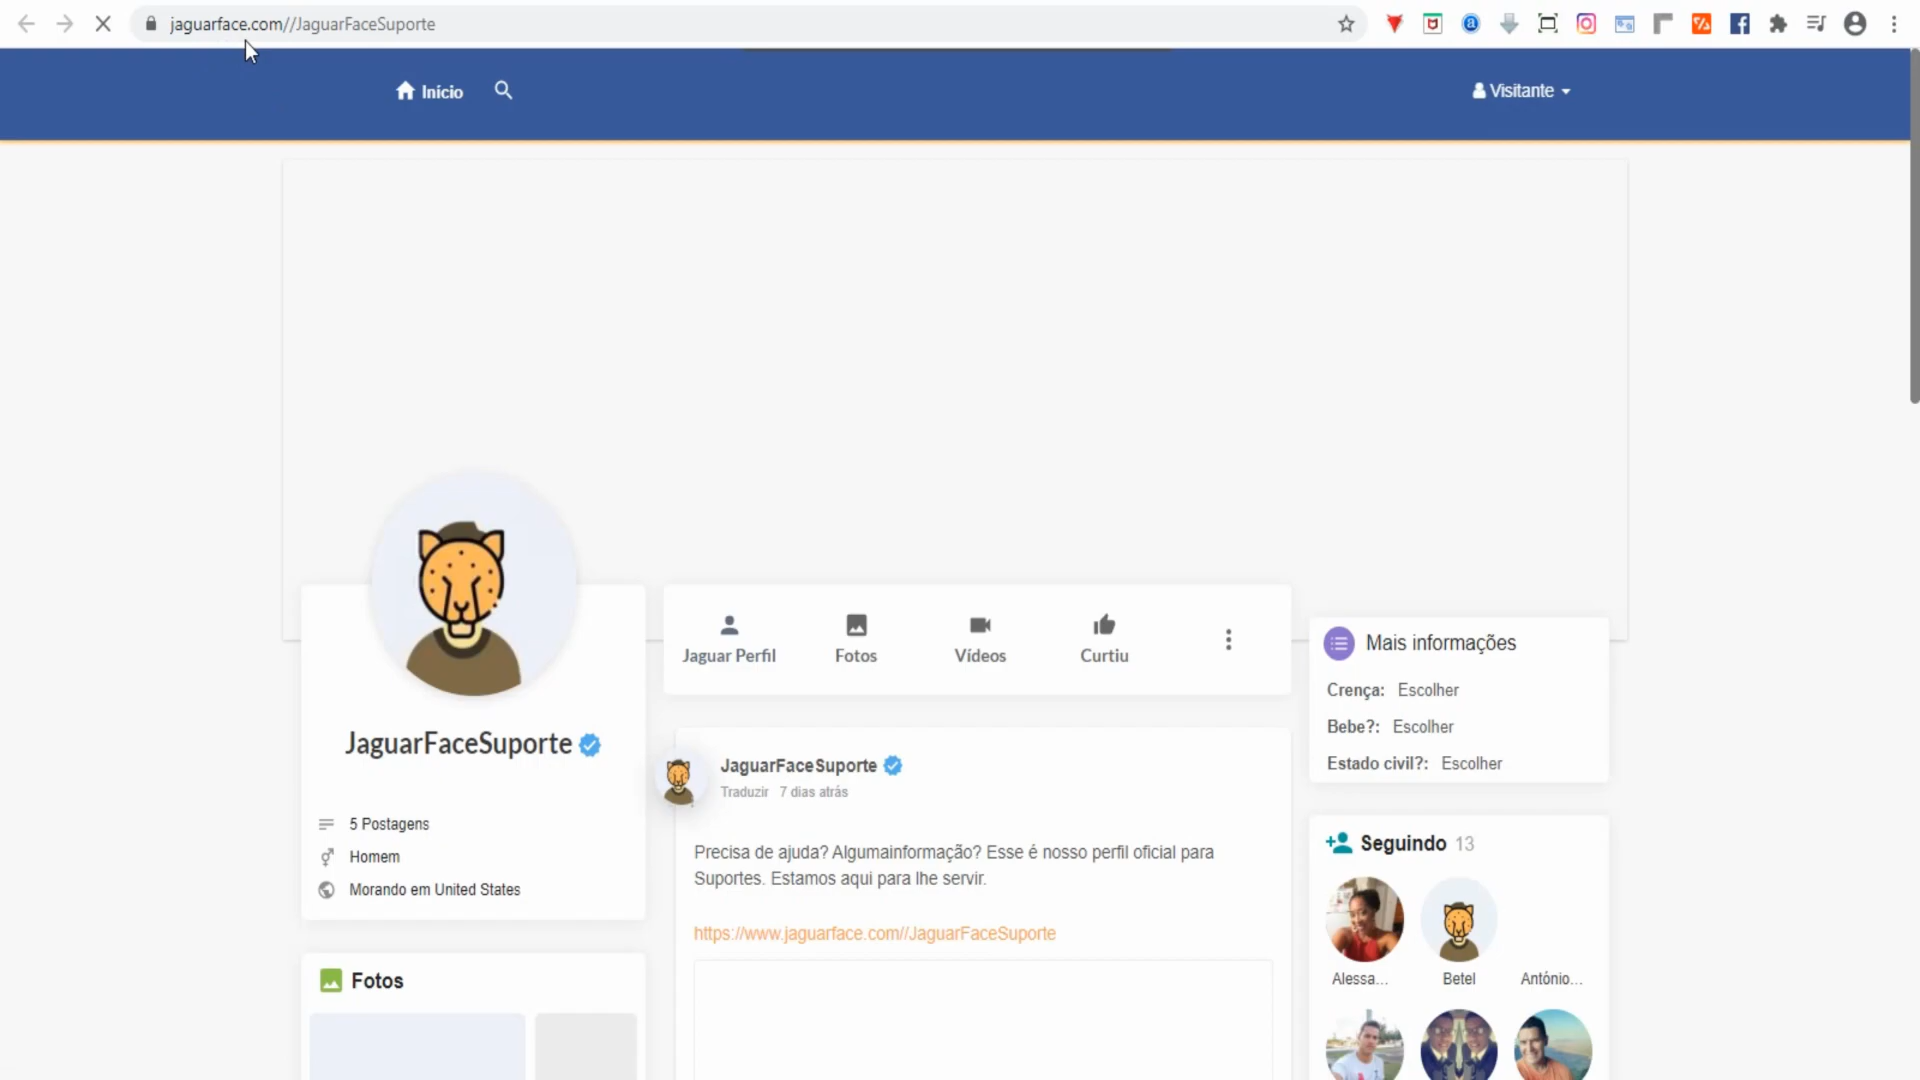 jaguarface.com//JaguarFaceSuporte
Início
Visitante
JaguarFaceSuporte
5 Postagens
Homem
Morando em United States
Fotos
Jaguar Perfil
Fotos
Vídeos
Curtiu
JaguarFaceSuporte
Traduzir 7 dias atrás
Precisa de ajuda? Algumainformação? Esse é nosso perfil oficial para
Suportes. Estamos aqui para lhe servir.
https://www.jaguarface.com//JaguarFaceSuporte
Mais informações
Crença: Escolher
Bebe?: Escolher
Estado civil?: Escolher
Seguindo 13
Alessa...
Betel
António...